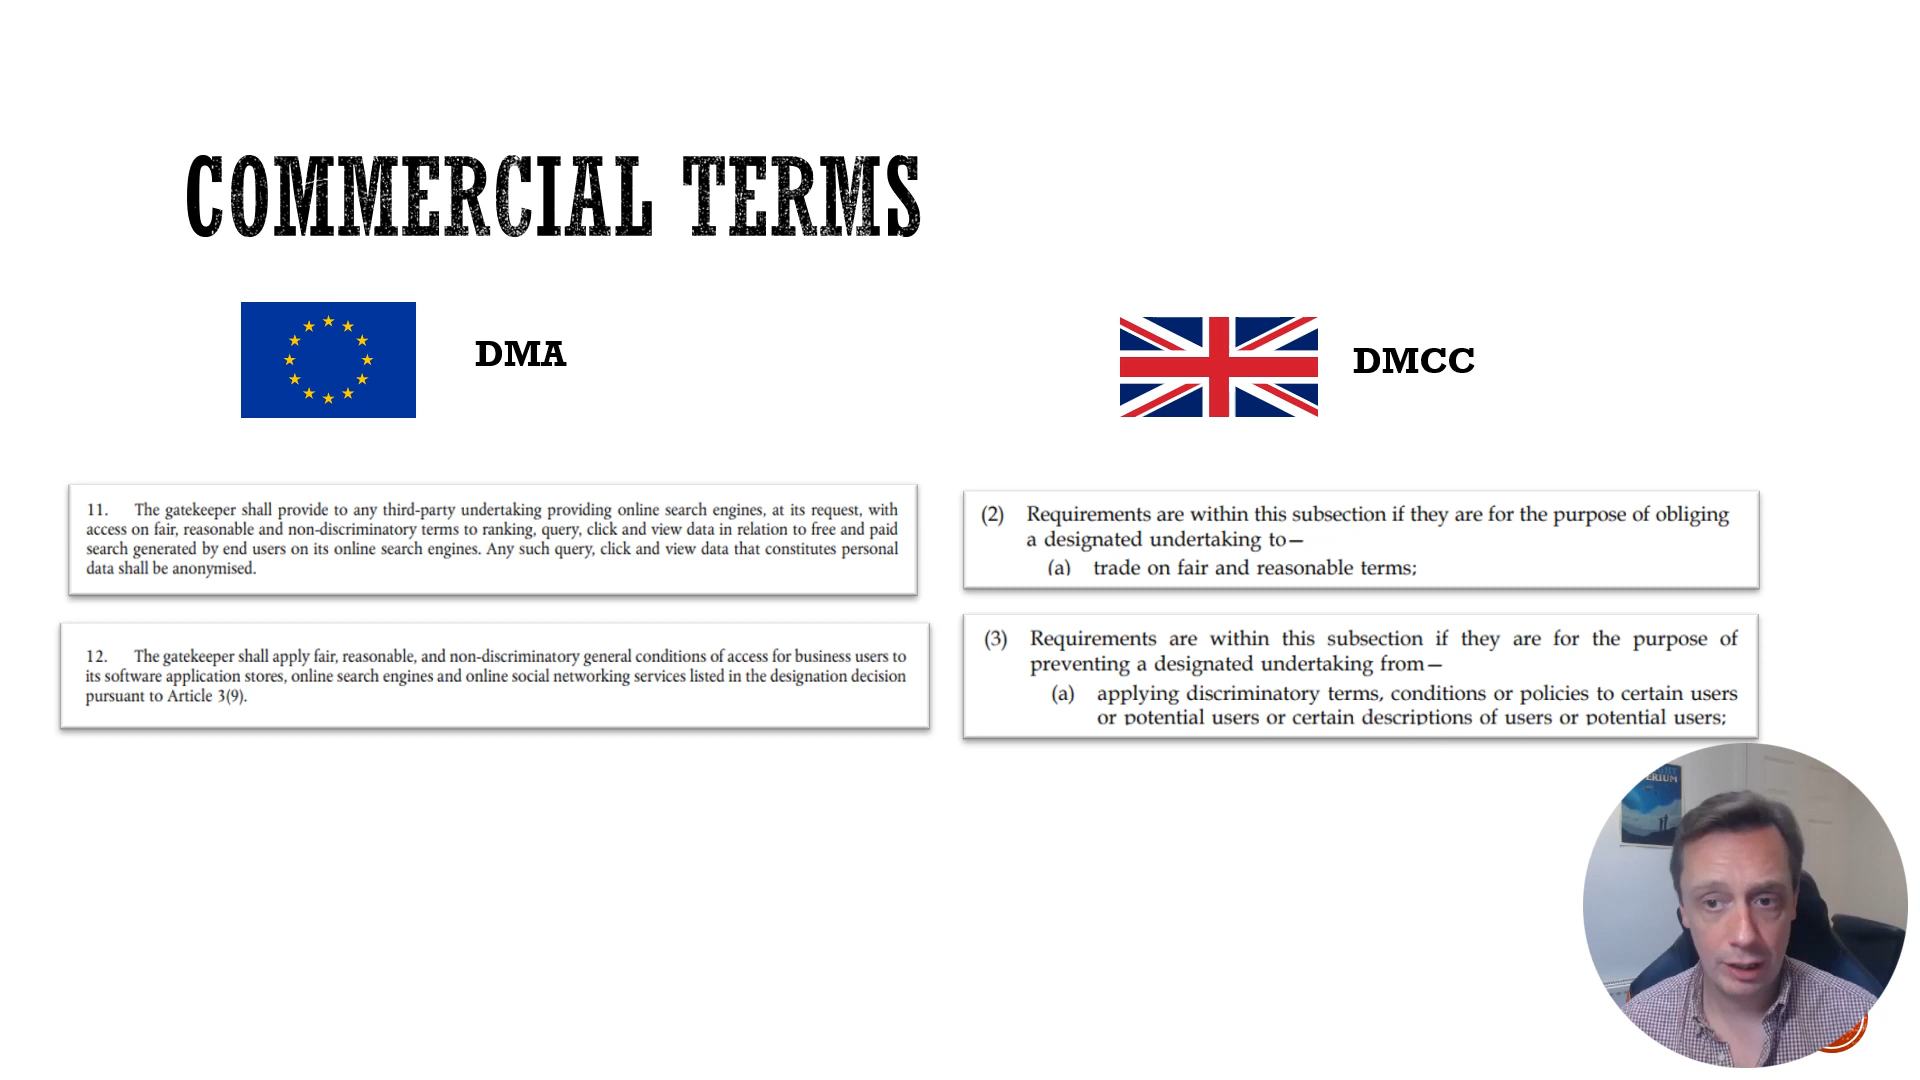 COMMERCIAL TERMS
DMA
DMCC
11. The gatekeeper shall provide to any third-party undertaking providing online search engines, at its request, with
access on fair, reasonable and non-discriminatory terms to ranking, query, click and view data in relation to free and paid
search generated by end users on its online search engines. Any such query, click and view data that constitutes personal
data shall be anonymised.
12. The gatekeeper shall apply fair, reasonable, and non-discriminatory general conditions of access for business users to
its software application stores, online search engines and online social networking services listed in the designation decision
pursuant to Article 3(9).
(2) Requirements are within this subsection if they are for the purpose of obliging
a designated undertaking to—
(a) trade on fair and reasonable terms;
(3) Requirements are within this subsection if they are for the purpose of
preventing a designated undertaking from—
(a) applying discriminatory terms, conditions or policies to certain users
or potential users or certain descriptions of users or potential users;